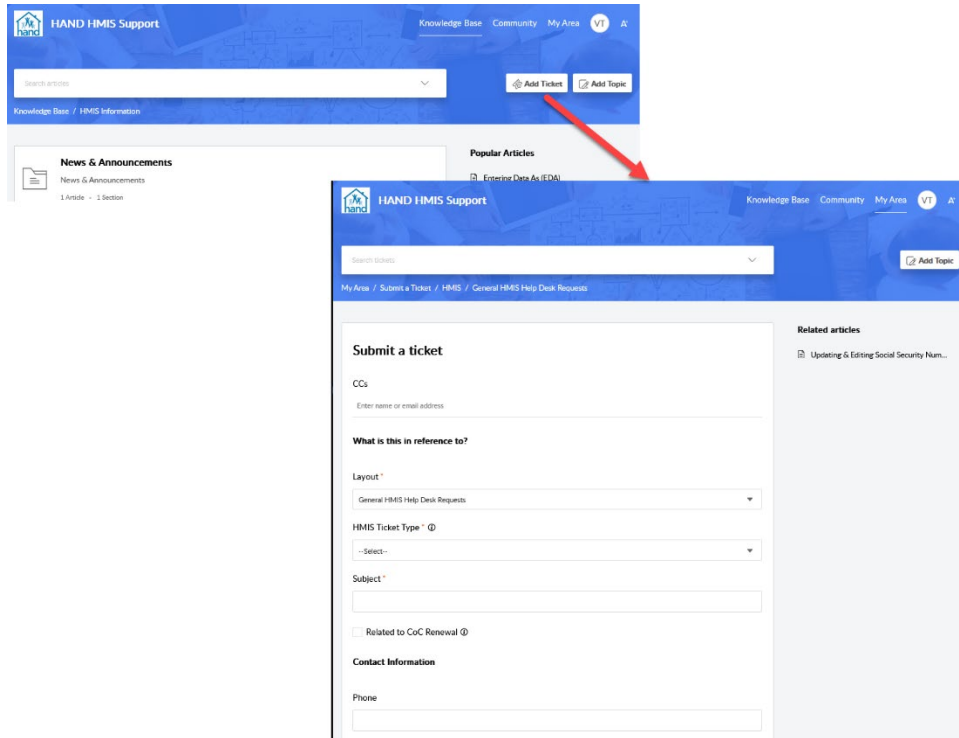 hand
HAND HMIS Support
Knowledge Base Community My Area VT A
Search articles
Add Ticket Add Topic
Knowledge Base / HMIS Information
News & Announcements
News & Announcements
1 Article - 1 Section
Popular Articles
Entering Data As (EDA)
hand
HAND HMIS Support
Knowledge Base Community My Area VT A
Search tickets
Add Topic
My Area / Submit a Ticket / HMIS / General HMIS Help Desk Requests
Submit a ticket
CCs
Enter name or email address
What is this in reference to?
Layout *
General HMIS Help Desk Requests
HMIS Ticket Type *
--Select--
Subject *
Related to CoC Renewal
Contact Information
Phone
Related articles
Updating & Editing Social Security Num...